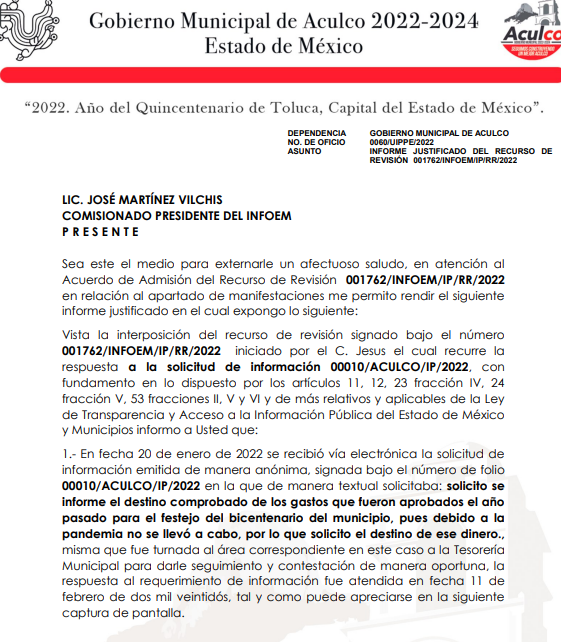 Gobierno Municipal de Aculco 2022-2024
Estado de México
Aculco
“2022. Año del Quincentenario de Toluca, Capital del Estado de México”.
DEPENDENCIA GOBIERNO MUNICIPAL DE ACULCO
NO. DE OFICIO 0060/UIPPE/2022
ASUNTO INFORME JUSTIFICADO DEL RECURSO DE
REVISIÓN 001762/INFOEM/IP/RR/2022
LIC. JOSÉ MARTÍNEZ VILCHIS
COMISIONADO PRESIDENTE DEL INFOEM
P R E S E N T E
Sea este el medio para externarle un afectuoso saludo, en atención al
Acuerdo de Admisión del Recurso de Revisión 001762/INFOEM/IP/RR/2022
en relación al apartado de manifestaciones me permito rendir el siguiente
informe justificado en el cual expongo lo siguiente:
Vista la interposición del recurso de revisión signado bajo el número
001762/INFOEM/IP/RR/2022 iniciado por el C. Jesus el cual recurre la
respuesta a la solicitud de información 00010/ACULCO/IP/2022, con
fundamento en lo dispuesto por los artículos 11, 12, 23 fracción IV, 24
fracción V, 53 fracciones II, V y VI y de más relativos y aplicables de la Ley
de Transparencia y Acceso a la Información Pública del Estado de México
y Municipios informo a Usted que:
1.- En fecha 20 de enero de 2022 se recibió vía electrónica la solicitud de
información emitida de manera anónima, signada bajo el número de folio
00010/ACULCO/IP/2022 en la que de manera textual solicitaba: solicito se
informe el destino comprobado de los gastos que fueron aprobados el año
pasado para el festejo del bicentenario del municipio, pues debido a la
pandemia no se llevó a cabo, por lo que solicito el destino de ese dinero.,
misma que fue turnada al área correspondiente en este caso a la Tesorería
Municipal para darle seguimiento y contestación de manera oportuna, la
respuesta al requerimiento de información fue atendida en fecha 11 de
febrero de dos mil veintidós, tal y como puede apreciarse en la siguiente
captura de pantalla.